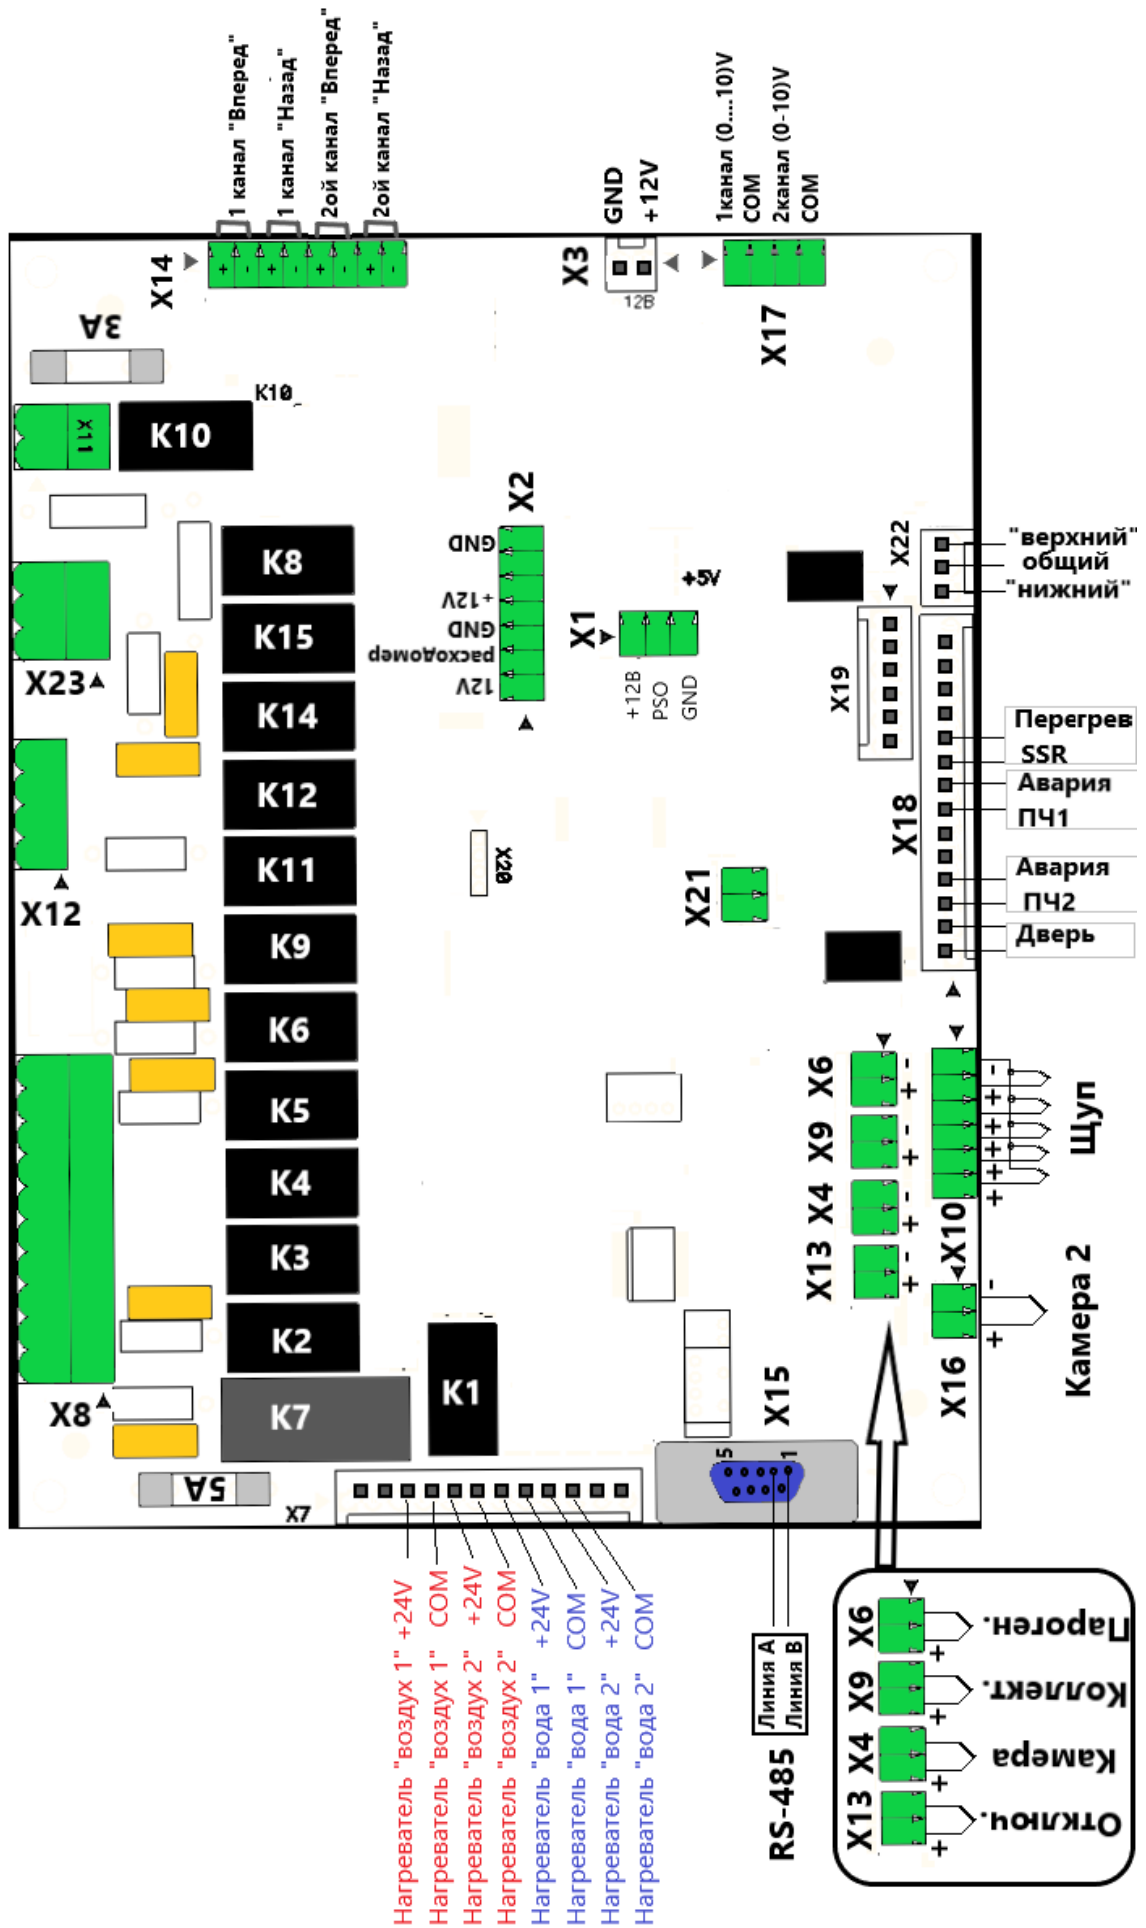 1 канал "Вперед"
1 канал "Назад"
2ой канал "Вперед"
2ой канал "Назад"
GND
+12V
1канал (0....10)V
COM
2канал (0-10)V
COM
X14
X3
12В
X17
3A
X11
K10
K10
X2
GND
+12V
GND
расходомер
12V
X1
+5V
+12В
PSO
GND
X22
"верхний"
общий
"нижний"
X19
X18
Перегрев
SSR
Авария
ПЧ1
Авария
ПЧ2
Дверь
K8
K15
K14
K12
K11
K9
K6
K5
K4
K3
K2
K7
K1
X23
X12
X20
X21
X8
5A
X7
X6
- +
X9
- +
X4
- +
X13
- +
X10
- + + + +
Щуп
X16
- +
Камера 2
X15
5
1
Нагреватель "воздух 1" +24V
Нагреватель "воздух 1" COM
Нагреватель "воздух 2" +24V
Нагреватель "воздух 2" COM
Нагреватель "вода 1" +24V
Нагреватель "вода 1" COM
Нагреватель "вода 2" +24V
Нагреватель "вода 2" COM
RS-485
Линия A
Линия B
X6
+
Пароген.
X9
+
Коллект.
X4
+
Камера
X13
+
Отключ.
+ - + - + - + -